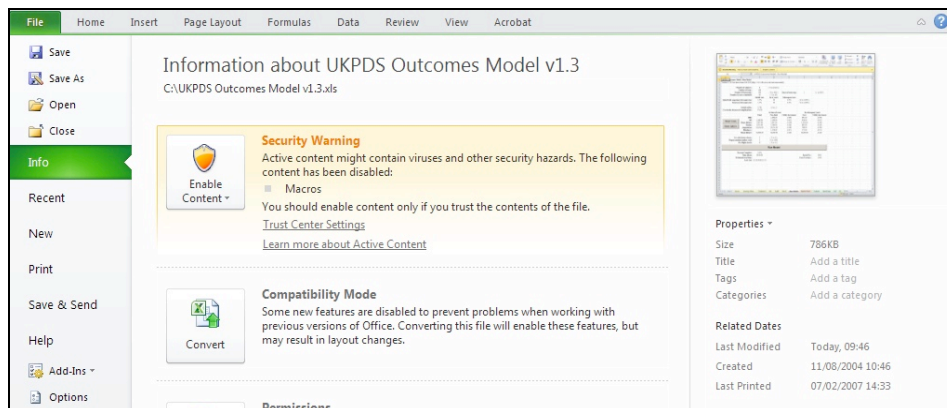 File Home Insert Page Layout Formulas Data Review View Acrobat
Save
Save As
Open
Close
Info
Recent
New
Print
Save & Send
Help
Add-Ins
Options
Information about UKPDS Outcomes Model v1.3
C:\UKPDS Outcomes Model v1.3.xls
Enable
Content
Security Warning
Active content might contain viruses and other security hazards. The following
content has been disabled:
Macros
You should enable content only if you trust the contents of the file.
Trust Center Settings
Learn more about Active Content
Convert
Compatibility Mode
Some new features are disabled to prevent problems when working with
previous versions of Office. Converting this file will enable these features, but
may result in layout changes.
Permissions
Properties
Size 786KB
Title Add a title
Tags Add a tag
Categories Add a category
Related Dates
Last Modified Today, 09:46
Created 11/08/2004 10:46
Last Printed 07/02/2007 14:33